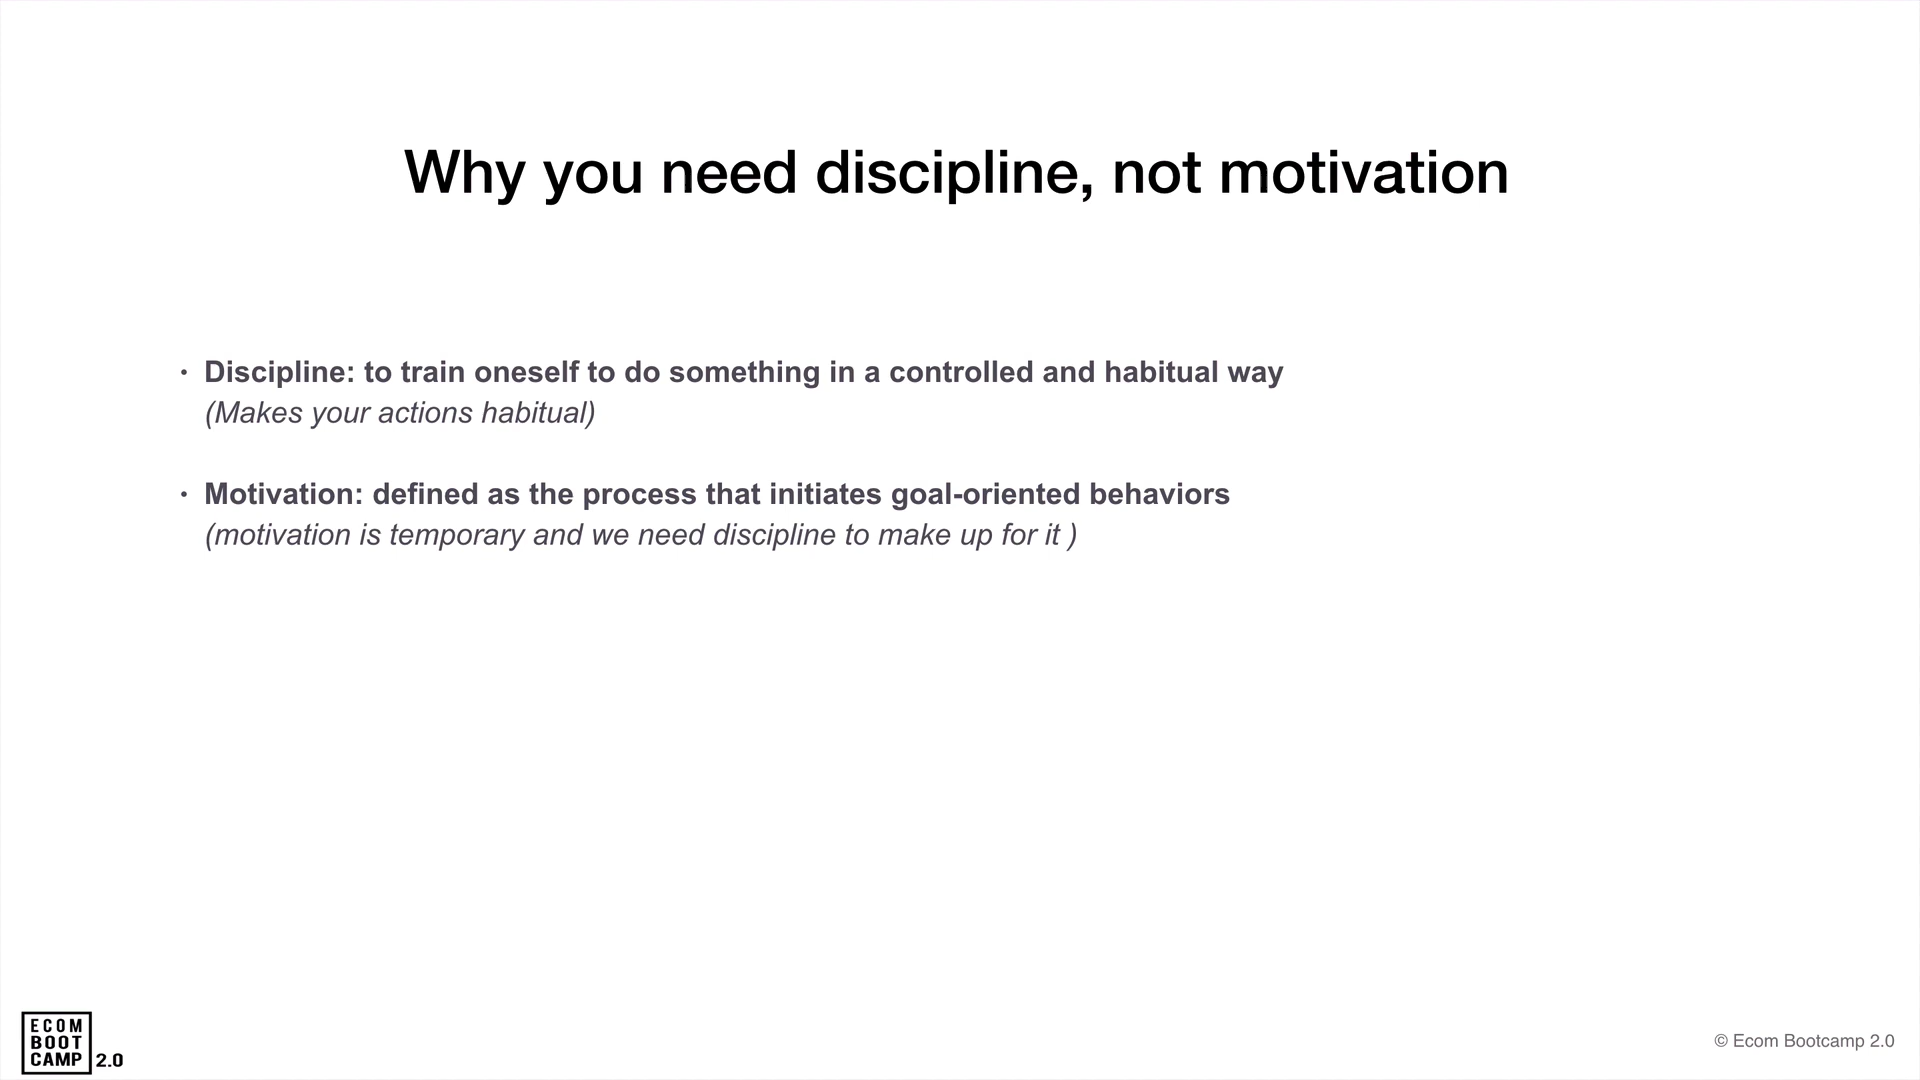 Why you need discipline, not motivation
• Discipline: to train oneself to do something in a controlled and habitual way
(Makes your actions habitual)
• Motivation: defined as the process that initiates goal-oriented behaviors
(motivation is temporary and we need discipline to make up for it )
ECOM
BOOT
CAMP 2.0
© Ecom Bootcamp 2.0